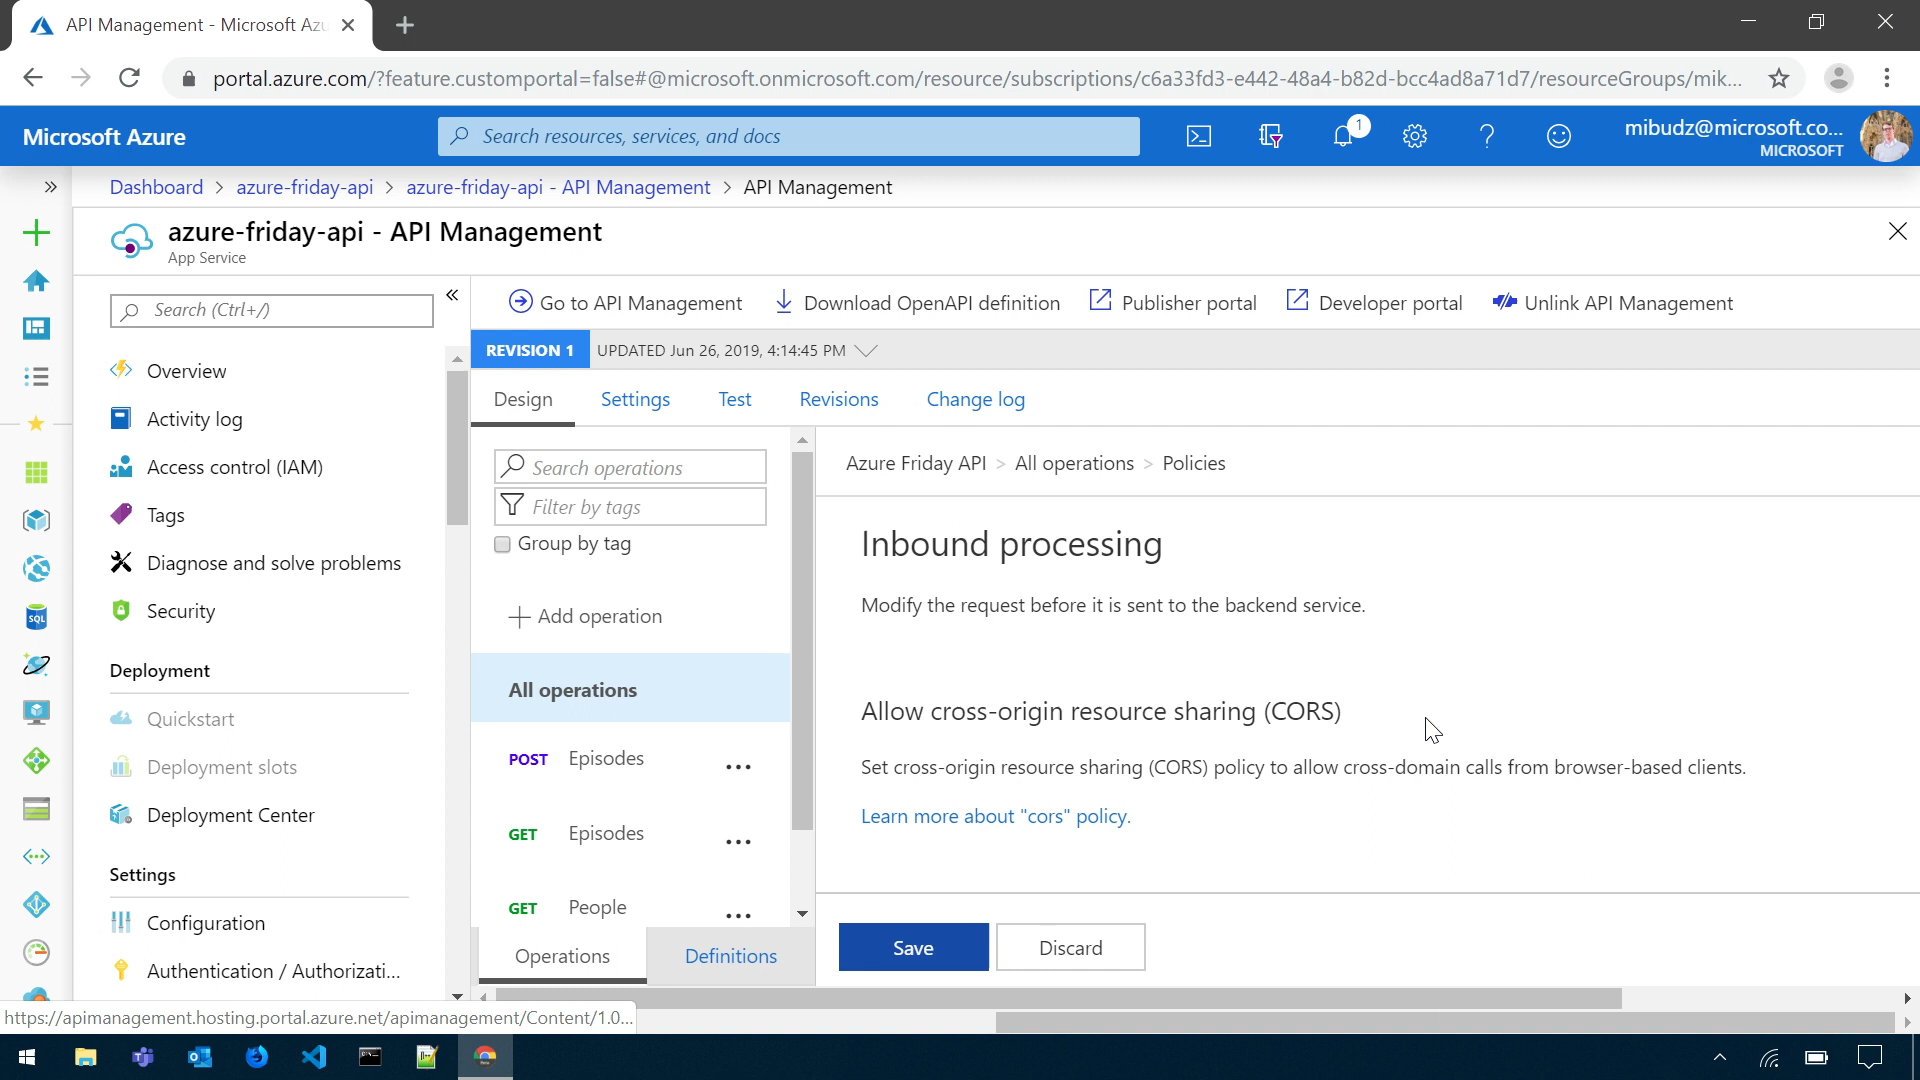 API Management - Microsoft Azu
portal.azure.com/?feature.customportal=false#@microsoft.onmicrosoft.com/resource/subscriptions/c6a33fd3-e442-48a4-b82d-bcc4ad8a71d7/resourceGroups/mik...
Microsoft Azure
Search resources, services, and docs
1
mibudz@microsoft.co...
MICROSOFT
Dashboard > azure-friday-api > azure-friday-api - API Management > API Management
azure-friday-api - API Management
App Service
Search (Ctrl+/)
Go to API Management
Download OpenAPI definition
Publisher portal
Developer portal
Unlink API Management
REVISION 1
UPDATED Jun 26, 2019, 4:14:45 PM
Overview
Activity log
Access control (IAM)
Tags
Diagnose and solve problems
Security
Deployment
Quickstart
Deployment slots
Deployment Center
Settings
Configuration
Authentication / Authorizati...
Design
Settings
Test
Revisions
Change log
Search operations
Filter by tags
Group by tag
Add operation
All operations
POST Episodes
GET Episodes
GET People
Operations
Definitions
Azure Friday API > All operations > Policies
Inbound processing
Modify the request before it is sent to the backend service.
Allow cross-origin resource sharing (CORS)
Set cross-origin resource sharing (CORS) policy to allow cross-domain calls from browser-based clients.
Learn more about "cors" policy.
Save
Discard
SQL
https://apimanagement.hosting.portal.azure.net/apimanagement/Content/1.0...